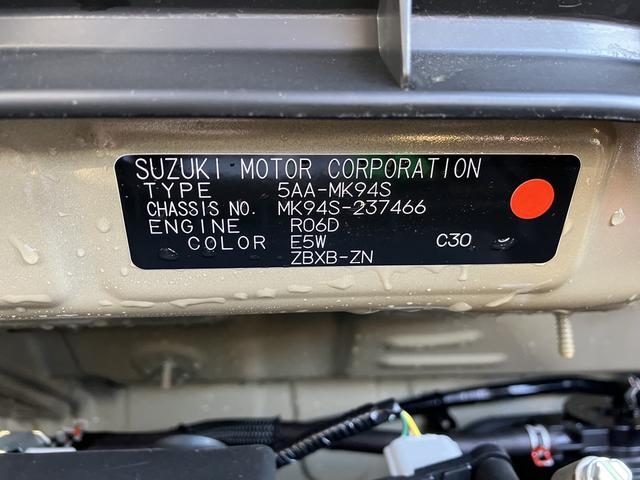 SUZUKI MOTOR CORPORATION
TYPE 5AA-MK94S
CHASSIS NO. MK94S-237466
ENGINE R06D
COLOR E5W C30
ZBXB-ZN